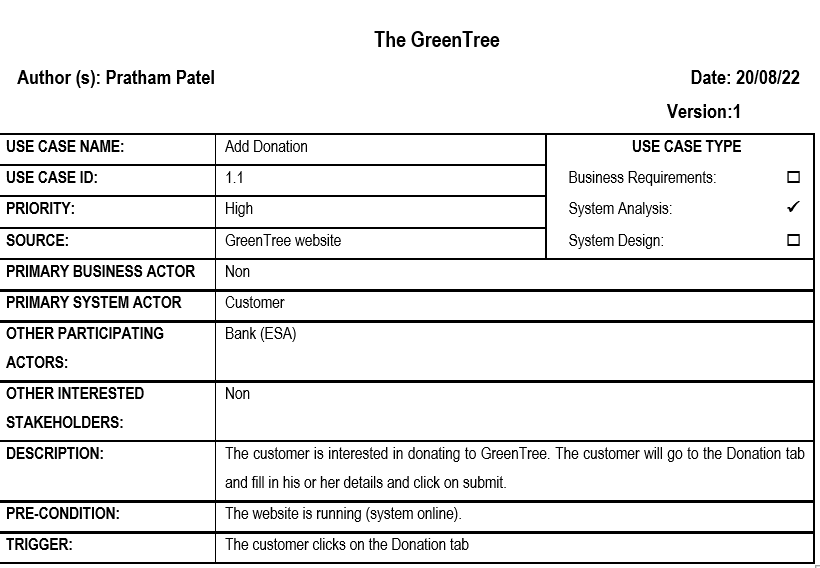 The GreenTree
Author (s): Pratham Patel
Date: 20/08/22
Version:1
USE CASE NAME: Add Donation
USE CASE TYPE
USE CASE ID: 1.1
Business Requirements: ☐
PRIORITY: High
System Analysis: ✓
SOURCE: GreenTree website
System Design: ☐
PRIMARY BUSINESS ACTOR Non
PRIMARY SYSTEM ACTOR Customer
OTHER PARTICIPATING Bank (ESA)
ACTORS:
OTHER INTERESTED Non
STAKEHOLDERS:
DESCRIPTION: The customer is interested in donating to GreenTree. The customer will go to the Donation tab
and fill in his or her details and click on submit.
PRE-CONDITION: The website is running (system online).
TRIGGER: The customer clicks on the Donation tab